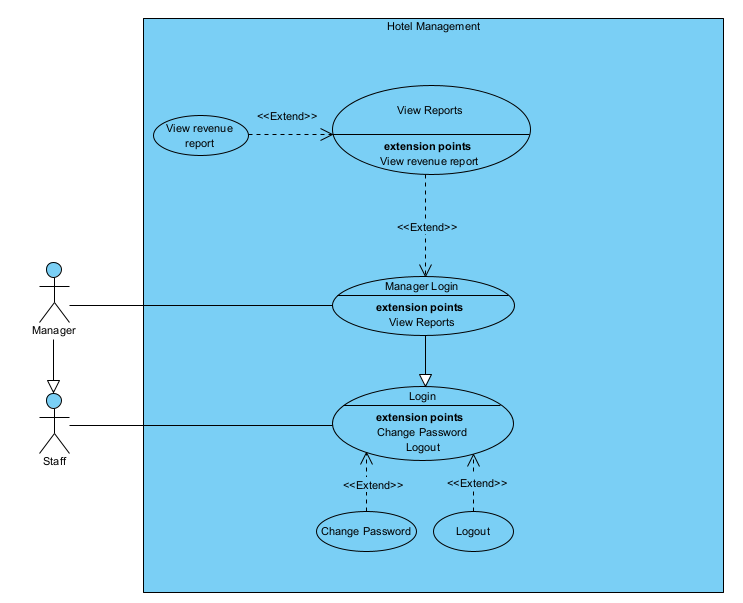 Hotel Management
View Reports
<<Extend>>
View revenue
report
extension points
View revenue report
<<Extend>>
Manager Login
extension points
View Reports
Manager
Login
extension points
Change Password
Logout
Staff
<<Extend>>
<<Extend>>
Change Password
Logout